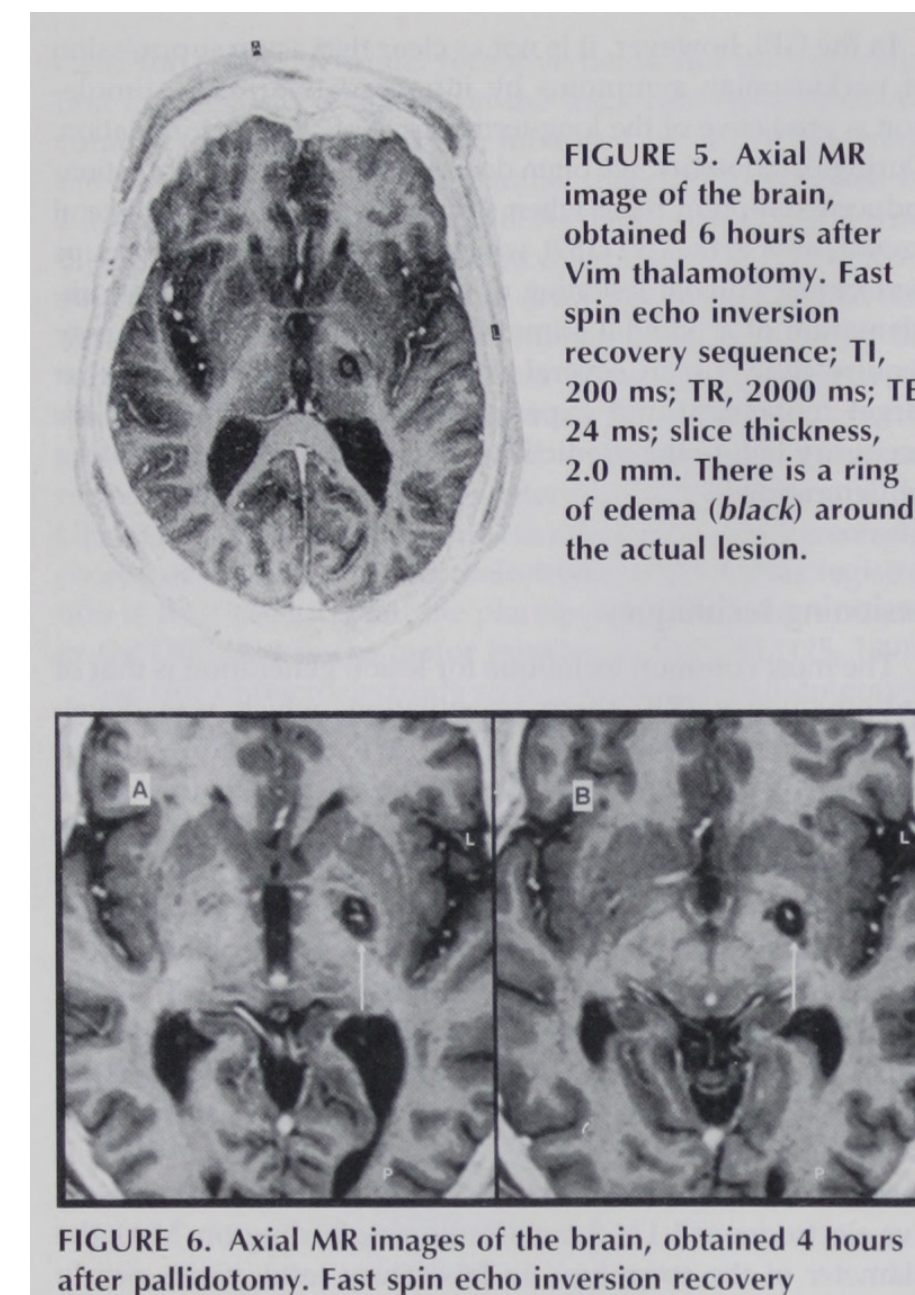 FIGURE 5. Axial MR
image of the brain,
obtained 6 hours after
Vim thalamotomy. Fast
spin echo inversion
recovery sequence; TI,
200 ms; TR, 2000 ms; TE
24 ms; slice thickness,
2.0 mm. There is a ring
of edema (black) around
the actual lesion.
A
B
L
L
P
P
FIGURE 6. Axial MR images of the brain, obtained 4 hours
after pallidotomy. Fast spin echo inversion recovery